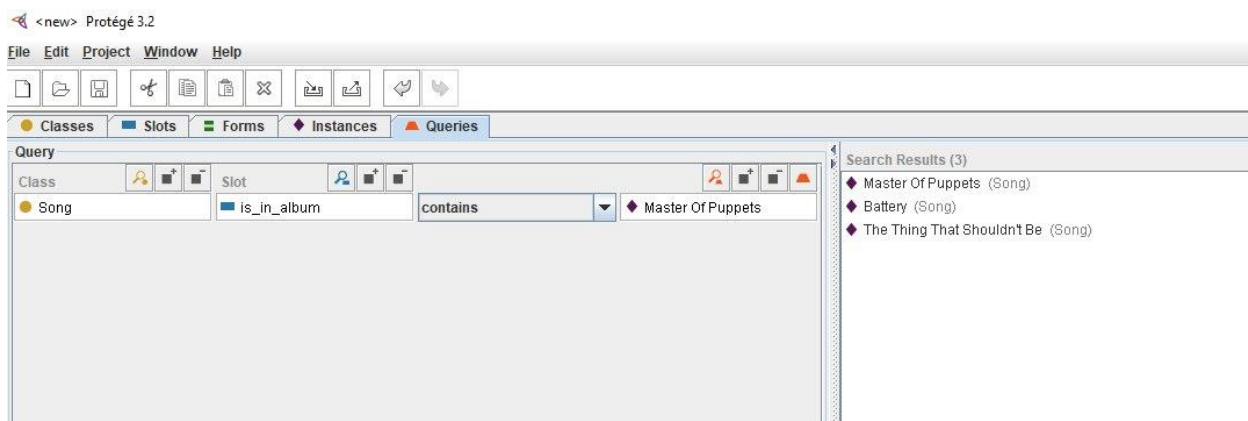 <new> Protégé 3.2
File Edit Project Window Help
Classes Slots Forms Instances Queries
Query
Class Slot
Song is_in_album contains Master Of Puppets
Search Results (3)
Master Of Puppets (Song)
Battery (Song)
The Thing That Shouldn't Be (Song)